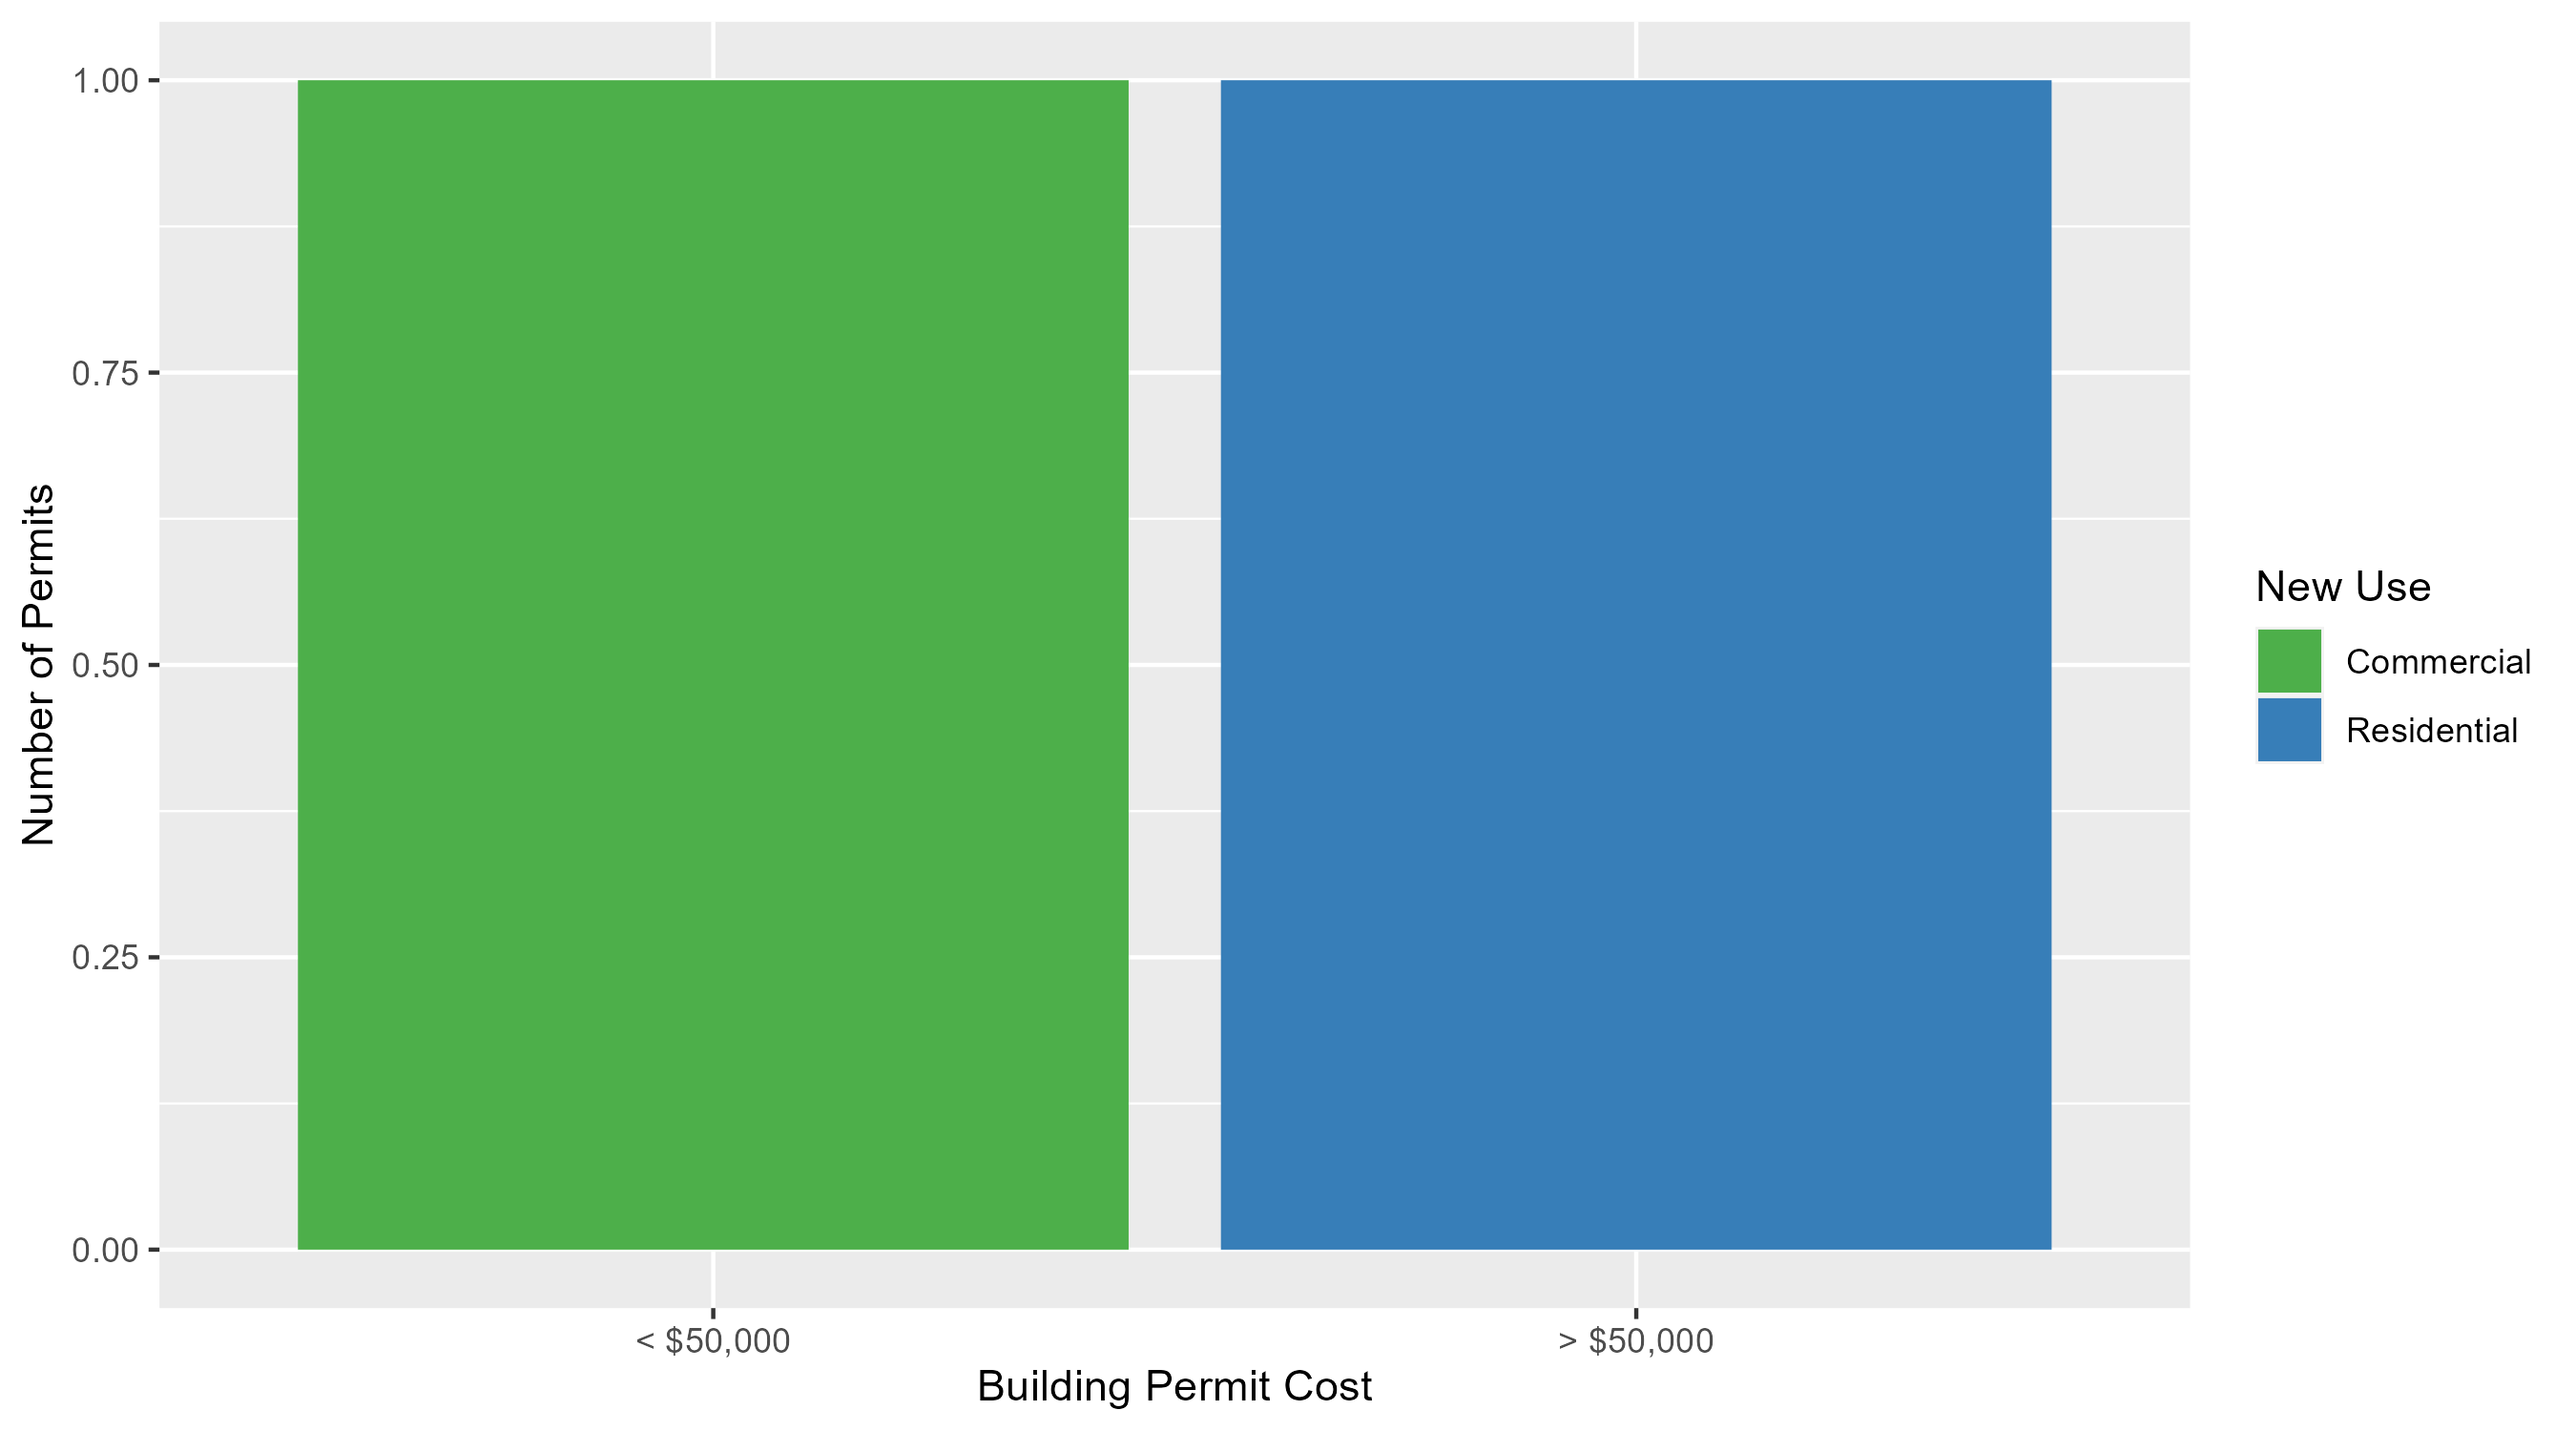 1.00
0.75
0.50
0.25
0.00
Number of Permits
< $50,000
> $50,000
Building Permit Cost
New Use
Commercial
Residential